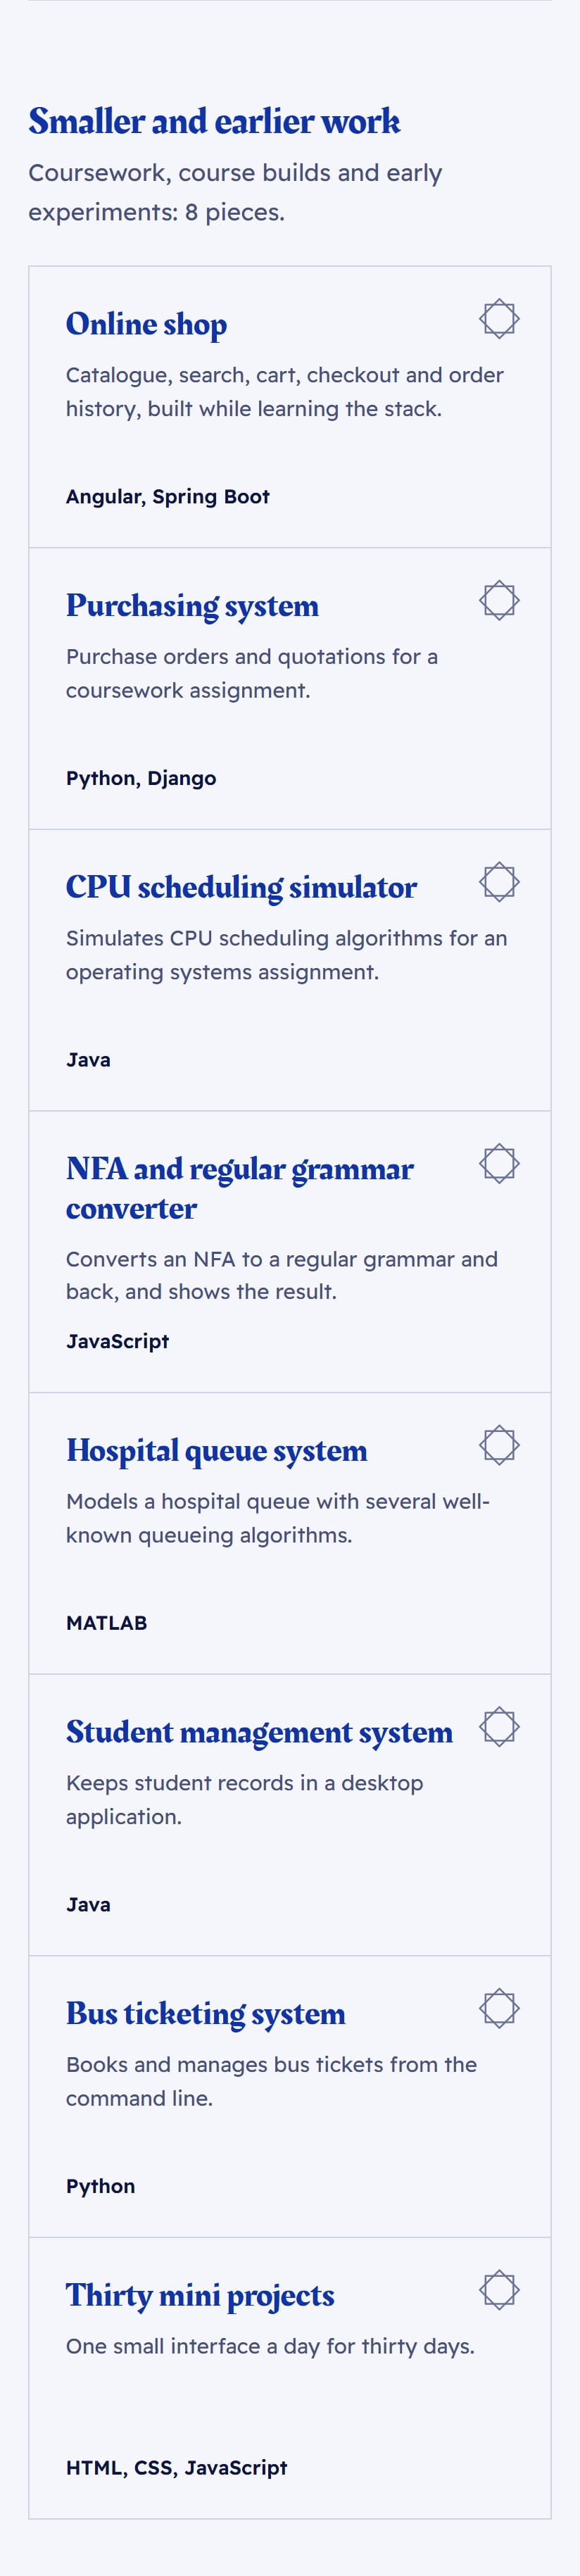 Smaller and earlier work
Coursework, course builds and early
experiments: 8 pieces.
Online shop
Catalogue, search, cart, checkout and order
history, built while learning the stack.
Angular, Spring Boot
Purchasing system
Purchase orders and quotations for a
coursework assignment.
Python, Django
CPU scheduling simulator
Simulates CPU scheduling algorithms for an
operating systems assignment.
Java
NFA and regular grammar
converter
Converts an NFA to a regular grammar and
back, and shows the result.
JavaScript
Hospital queue system
Models a hospital queue with several well-
known queueing algorithms.
MATLAB
Student management system
Keeps student records in a desktop
application.
Java
Bus ticketing system
Books and manages bus tickets from the
command line.
Python
Thirty mini projects
One small interface a day for thirty days.
HTML, CSS, JavaScript